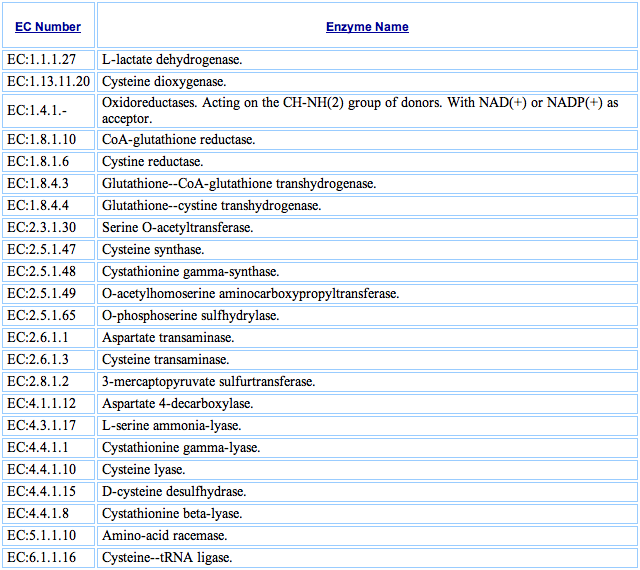 EC Number Enzyme Name
EC:1.1.1.27 L-lactate dehydrogenase.
EC:1.13.11.20 Cysteine dioxygenase.
EC:1.4.1.- Oxidoreductases. Acting on the CH-NH(2) group of donors. With NAD(+) or NADP(+) as
acceptor.
EC:1.8.1.10 CoA-glutathione reductase.
EC:1.8.1.6 Cystine reductase.
EC:1.8.4.3 Glutathione--CoA-glutathione transhydrogenase.
EC:1.8.4.4 Glutathione--cystine transhydrogenase.
EC:2.3.1.30 Serine O-acetyltransferase.
EC:2.5.1.47 Cysteine synthase.
EC:2.5.1.48 Cystathionine gamma-synthase.
EC:2.5.1.49 O-acetylhomoserine aminocarboxypropyltransferase.
EC:2.5.1.65 O-phosphoserine sulfhydrylase.
EC:2.6.1.1 Aspartate transaminase.
EC:2.6.1.3 Cysteine transaminase.
EC:2.8.1.2 3-mercaptopyruvate sulfurtransferase.
EC:4.1.1.12 Aspartate 4-decarboxylase.
EC:4.3.1.17 L-serine ammonia-lyase.
EC:4.4.1.1 Cystathionine gamma-lyase.
EC:4.4.1.10 Cysteine lyase.
EC:4.4.1.15 D-cysteine desulfhydrase.
EC:4.4.1.8 Cystathionine beta-lyase.
EC:5.1.1.10 Amino-acid racemase.
EC:6.1.1.16 Cysteine--tRNA ligase.